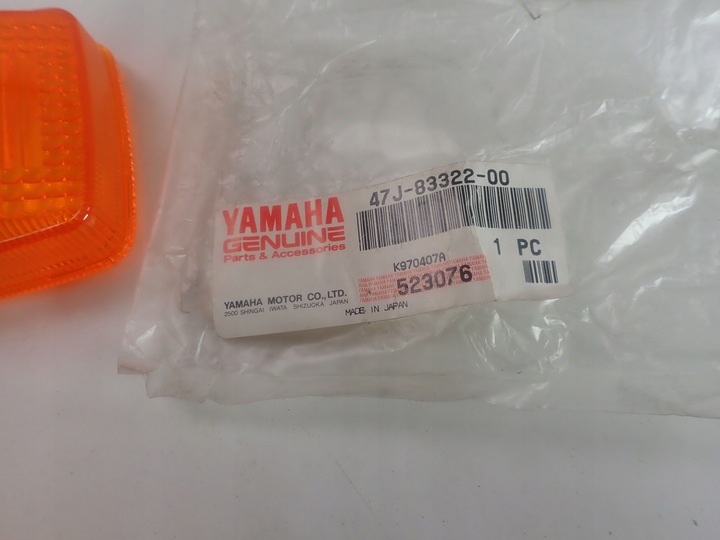 47J-83322-00
YAMAHA
GENUINE
Parts & Accessories
1 PC
K970407A
523076
YAMAHA MOTOR CO., LTD.
2500 SHINGAI IWATA SHIZUOKA JAPAN
MADE IN JAPAN